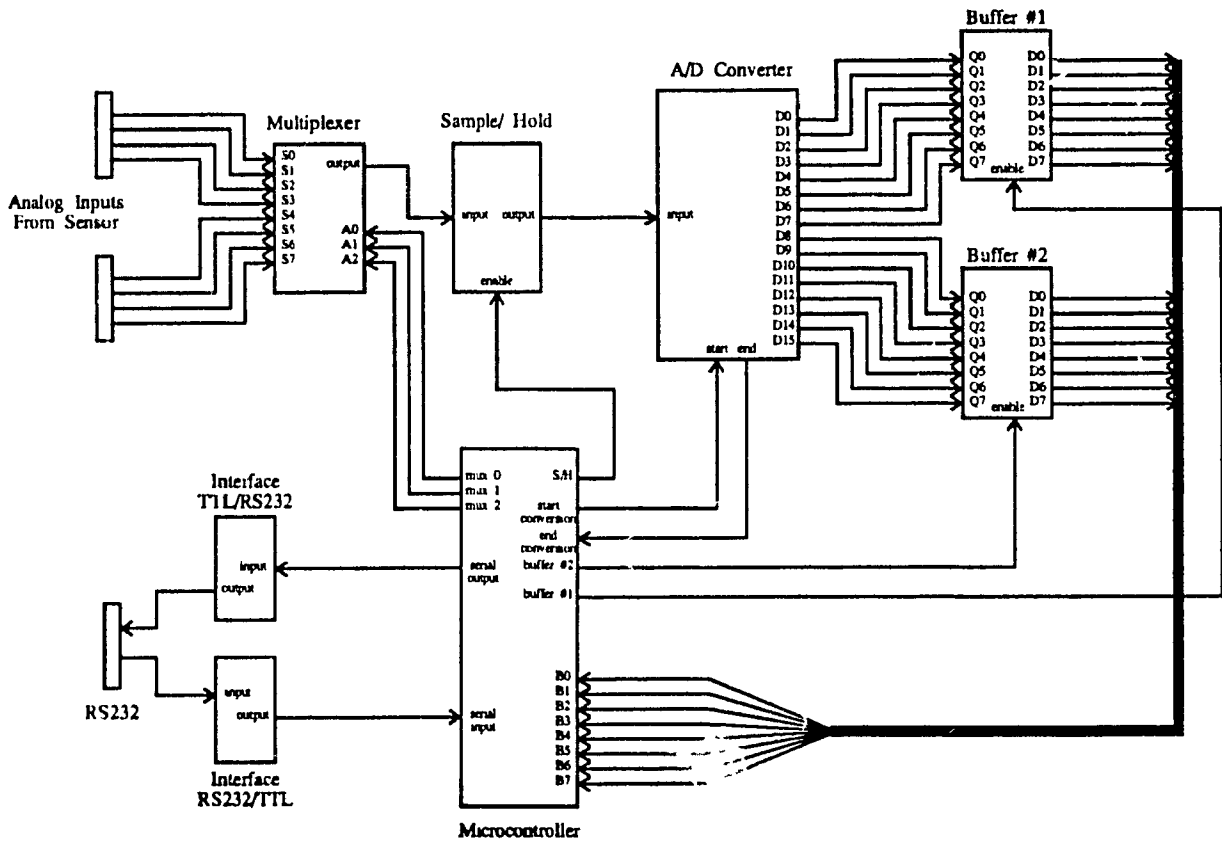 Buffer #1
Q0 D0
Q1 D1
Q2 D2
Q3 D3
Q4 D4
Q5 D5
Q6 D6
Q7 D7
enable
A/D Converter
D0
D1
D2
D3
D4
D5
D6
D7
D8
D9
D10
D11
D12
D13
D14
D15
input
start end
Sample/ Hold
input output
enable
Multiplexer
S0
S1
S2
S3
S4
S5
S6
S7
output
A0
A1
A2
Analog Inputs
From Sensor
Buffer #2
Q0 D0
Q1 D1
Q2 D2
Q3 D3
Q4 D4
Q5 D5
Q6 D6
Q7 D7
enable
Interface
TTL/RS232
input
output
RS232
input
output
Interface
RS232/TTL
mux 0
mux 1
mux 2
serial
output
serial
input
S/H
start
conversion
end
conversion
buffer #2
buffer #1
B0
B1
B2
B3
B4
B5
B6
B7
Microcontroller